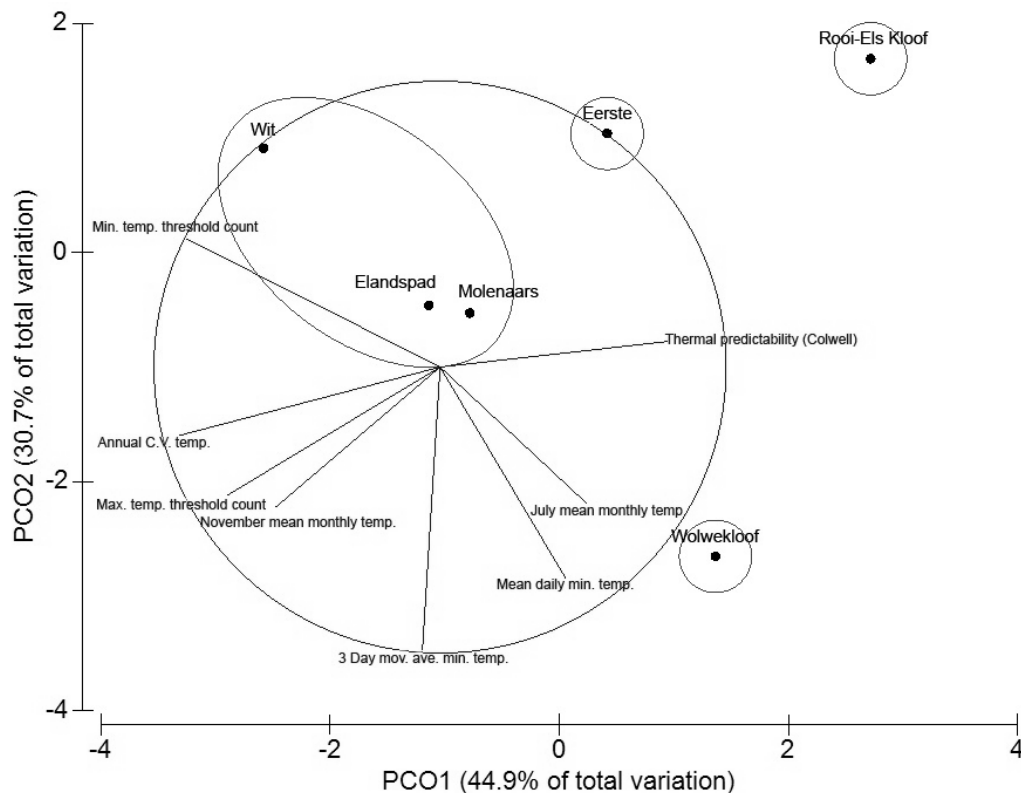 2
Rooi-Els Kloof
Eerste
Wit
Min. temp. threshold count
0
Elandspad
Molenaars
Thermal predictability (Colwell)
PCO2 (30.7% of total variation)
Annual C.V. temp.
-2
Max. temp. threshold count
July mean monthly temp.
November mean monthly temp.
Wolwekloof
Mean daily min. temp.
3 Day mov. ave. min. temp.
-4
-4
-2
0
2
4
PCO1 (44.9% of total variation)